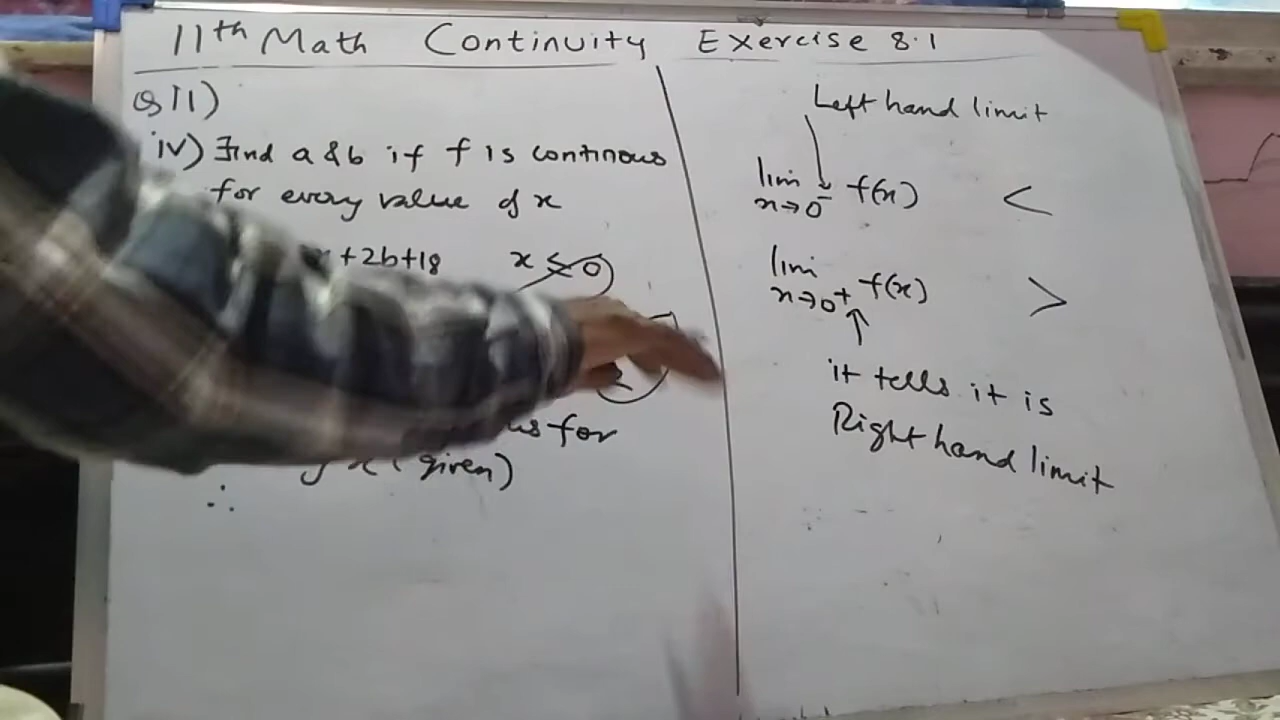 11th Math Continuity Exercise 8.1
Q 11)
iv) Find a & b if f is continous
for every value of x
+2b+18 x ≤ 0
for
x (given)
∴
Left hand limit
lim x→0⁻ f(x) <
lim x→0⁺ f(x) >
it tells it is
Right hand limit